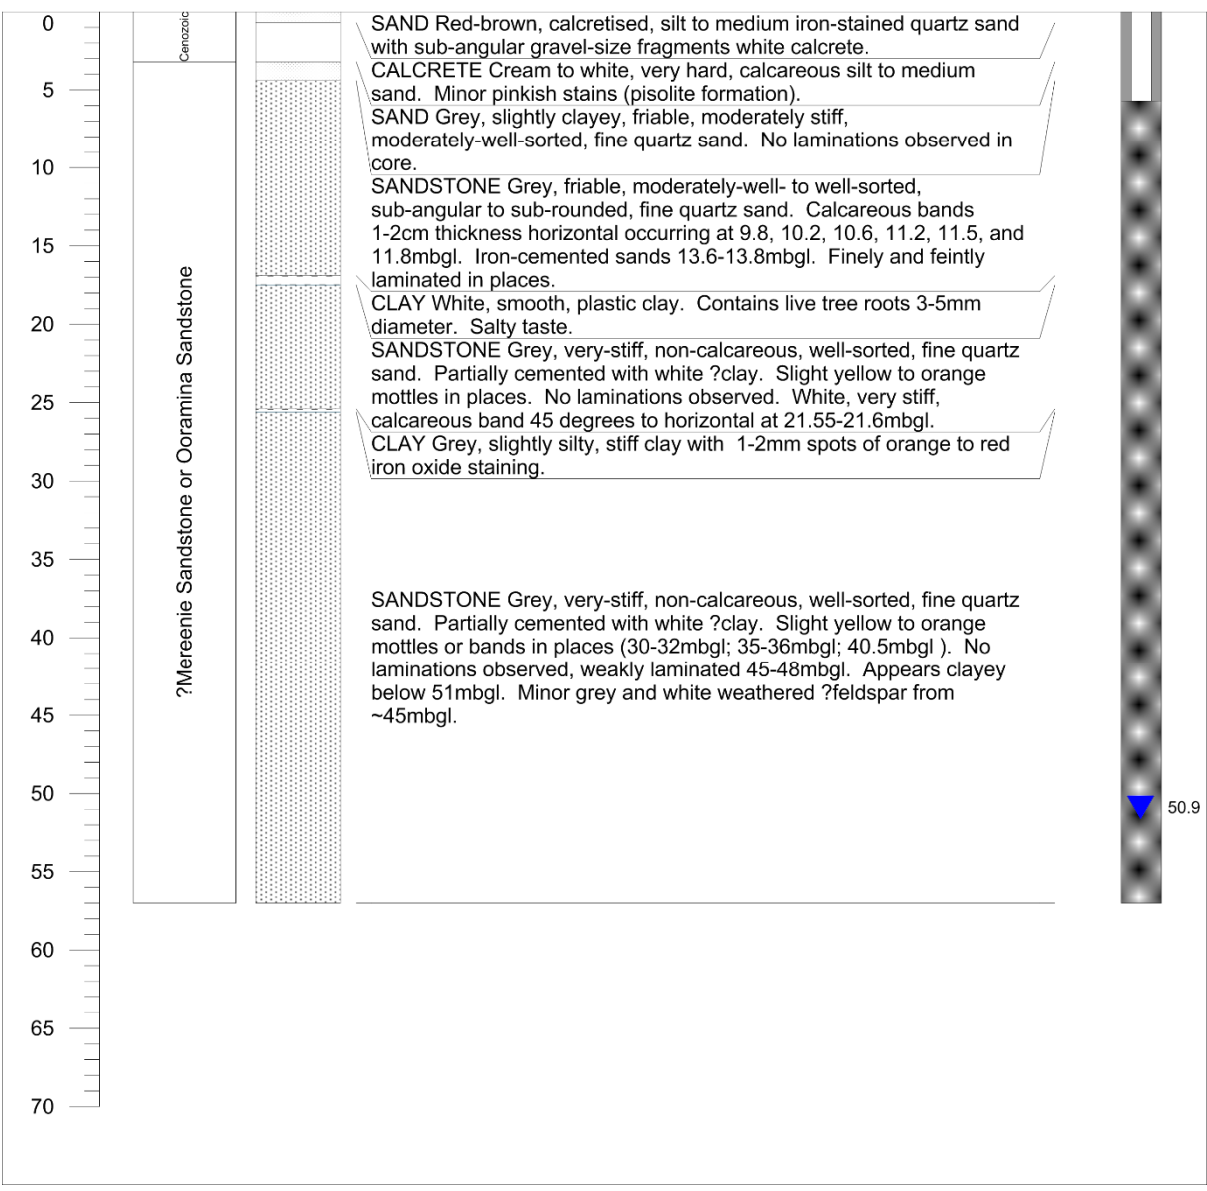 0
5
10
15
20
25
30
35
40
45
50
55
60
65
70
Cenozoic
?Mereenie Sandstone or Ooramina Sandstone
SAND Red-brown, calcretised, silt to medium iron-stained quartz sand
with sub-angular gravel-size fragments white calcrete.
CALCRETE Cream to white, very hard, calcareous silt to medium
sand. Minor pinkish stains (pisolite formation).
SAND Grey, slightly clayey, friable, moderately stiff,
moderately-well-sorted, fine quartz sand. No laminations observed in
core.
SANDSTONE Grey, friable, moderately-well- to well-sorted,
sub-angular to sub-rounded, fine quartz sand. Calcareous bands
1-2cm thickness horizontal occurring at 9.8, 10.2, 10.6, 11.2, 11.5, and
11.8mbgl. Iron-cemented sands 13.6-13.8mbgl. Finely and feintly
laminated in places.
CLAY White, smooth, plastic clay. Contains live tree roots 3-5mm
diameter. Salty taste.
SANDSTONE Grey, very-stiff, non-calcareous, well-sorted, fine quartz
sand. Partially cemented with white ?clay. Slight yellow to orange
mottles in places. No laminations observed. White, very stiff,
calcareous band 45 degrees to horizontal at 21.55-21.6mbgl.
CLAY Grey, slightly silty, stiff clay with 1-2mm spots of orange to red
iron oxide staining.
SANDSTONE Grey, very-stiff, non-calcareous, well-sorted, fine quartz
sand. Partially cemented with white ?clay. Slight yellow to orange
mottles or bands in places (30-32mbgl; 35-36mbgl; 40.5mbgl ). No
laminations observed, weakly laminated 45-48mbgl. Appears clayey
below 51mbgl. Minor grey and white weathered ?feldspar from
~45mbgl.
50.9